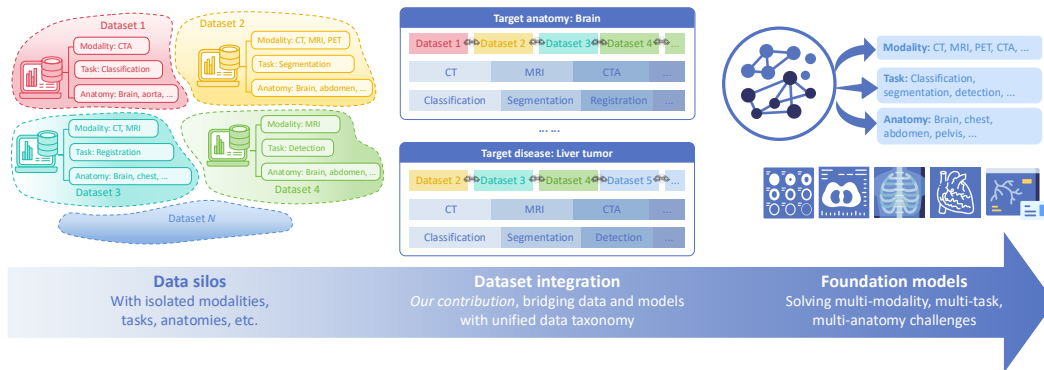 Dataset 1
Modality: CTA
Task: Classification
Anatomy: Brain, aorta, ...
Dataset 2
Modality: CT, MRI, PET
Task: Segmentation
Anatomy: Brain, abdomen, ...
Modality: CT, MRI
Task: Registration
Anatomy: Brain, chest, ...
Dataset 3
Modality: MRI
Task: Detection
Anatomy: Brain, abdomen, ...
Dataset 4
Dataset N
Target anatomy: Brain
Dataset 1 Dataset 2 Dataset 3 Dataset 4 ...
CT MRI CTA ...
Classification Segmentation Registration ...
... ...
Target disease: Liver tumor
Dataset 2 Dataset 3 Dataset 4 Dataset 5 ...
CT MRI CTA ...
Classification Segmentation Detection ...
Modality: CT, MRI, PET, CTA, ...
Task: Classification,
segmentation, detection, ...
Anatomy: Brain, chest,
abdomen, pelvis, ...
Data silos
With isolated modalities,
tasks, anatomies, etc.
Dataset integration
Our contribution, bridging data and models
with unified data taxonomy
Foundation models
Solving multi-modality, multi-task,
multi-anatomy challenges